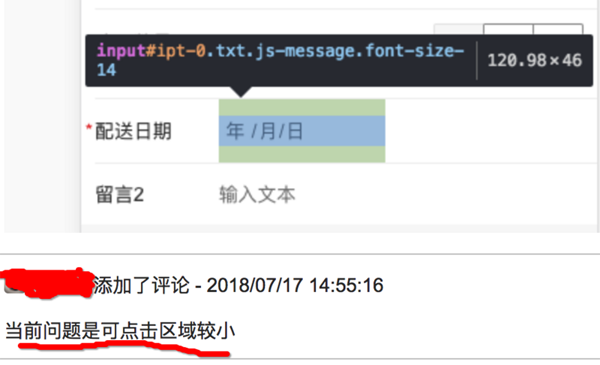 input#ipt-0.txt.js-message.font-size-
14
120.98×46
*配送日期
年 /月/日
留言2
输入文本
添加了评论 - 2018/07/17 14:55:16
当前问题是可点击区域较小